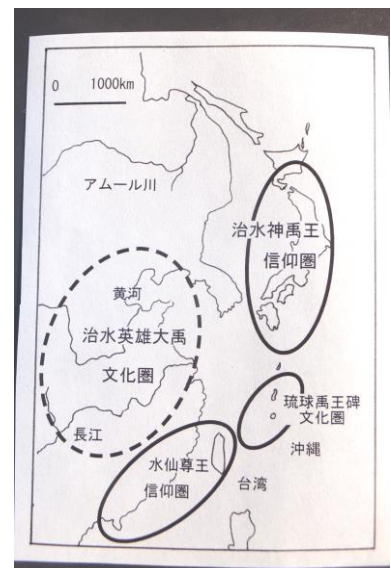 0 1000km
アムール川
治水神禹王
信仰圏
黄河
治水英雄大禹
文化圏
琉球禹王碑
文化圏
長江
沖縄
水仙尊王
信仰圏
台湾